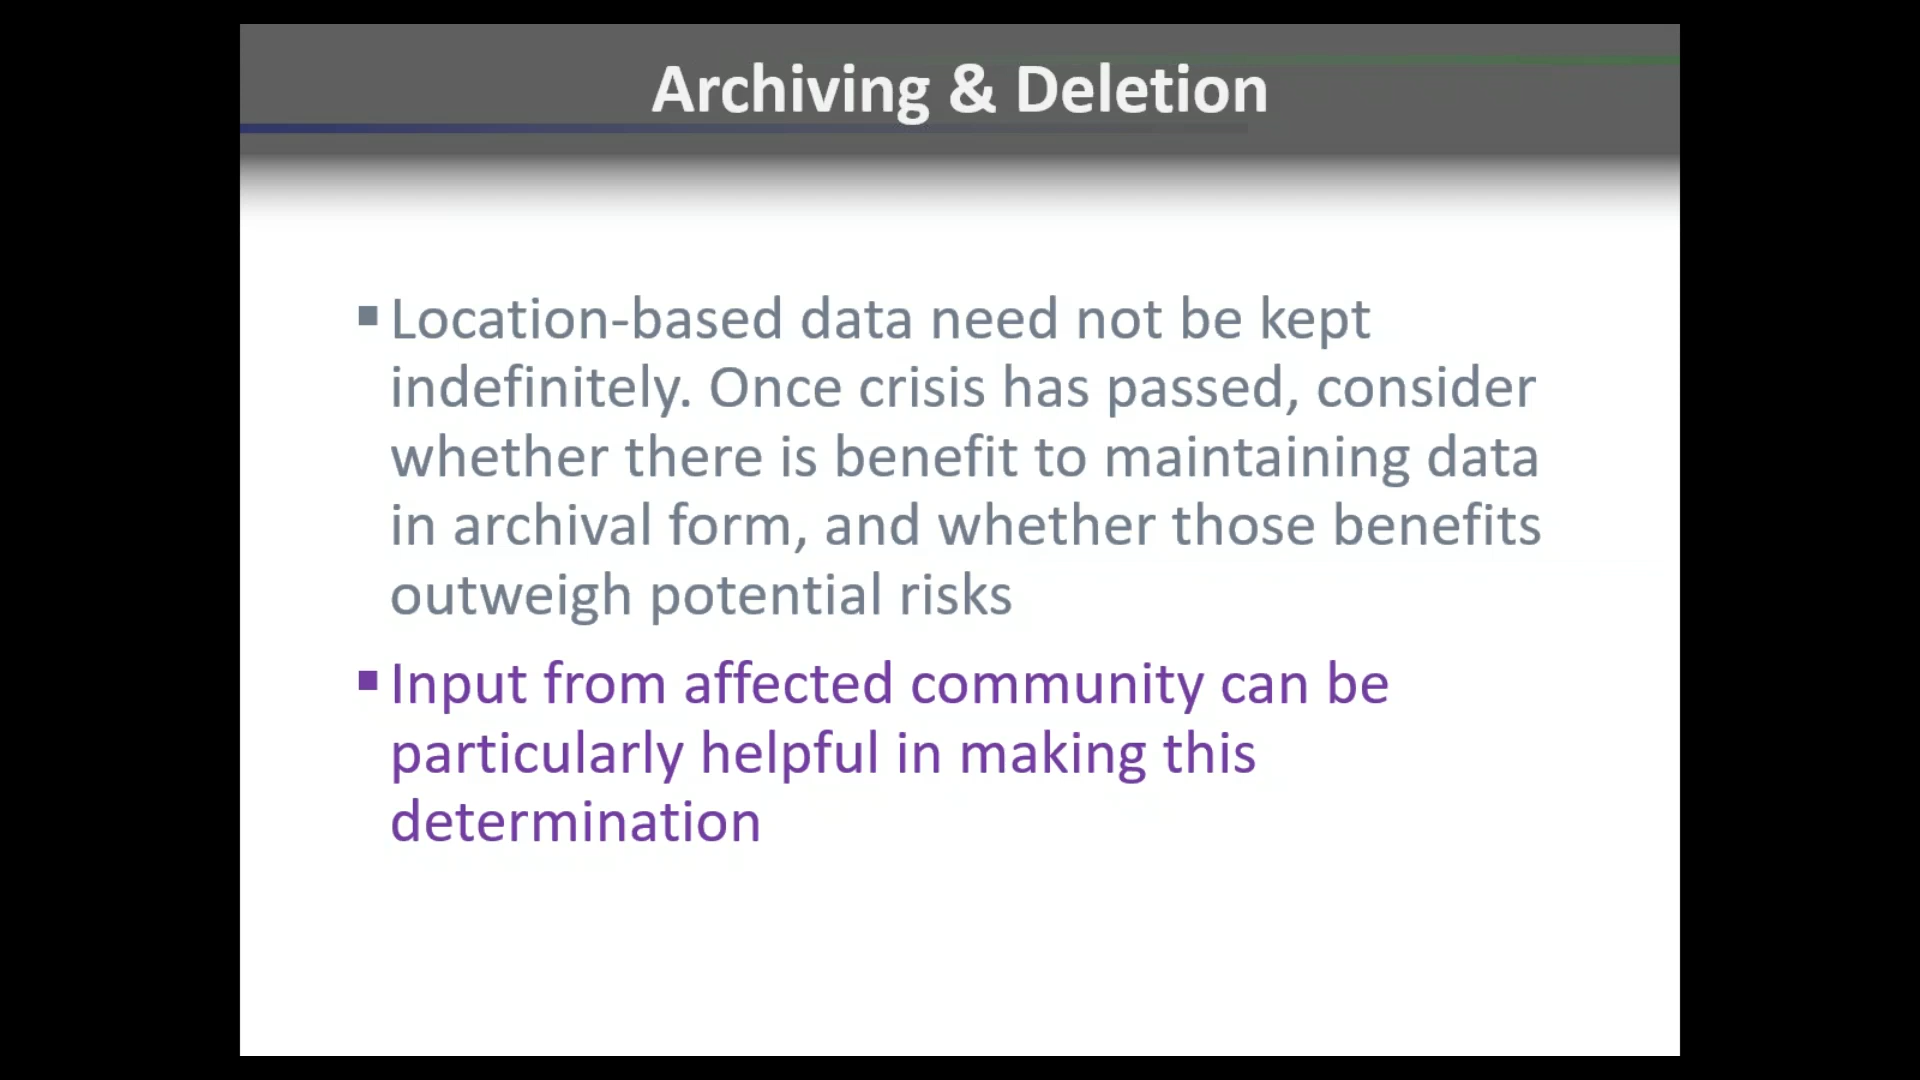 Archiving & Deletion
▪ Location-based data need not be kept
indefinitely. Once crisis has passed, consider
whether there is benefit to maintaining data
in archival form, and whether those benefits
outweigh potential risks
▪ Input from affected community can be
particularly helpful in making this
determination